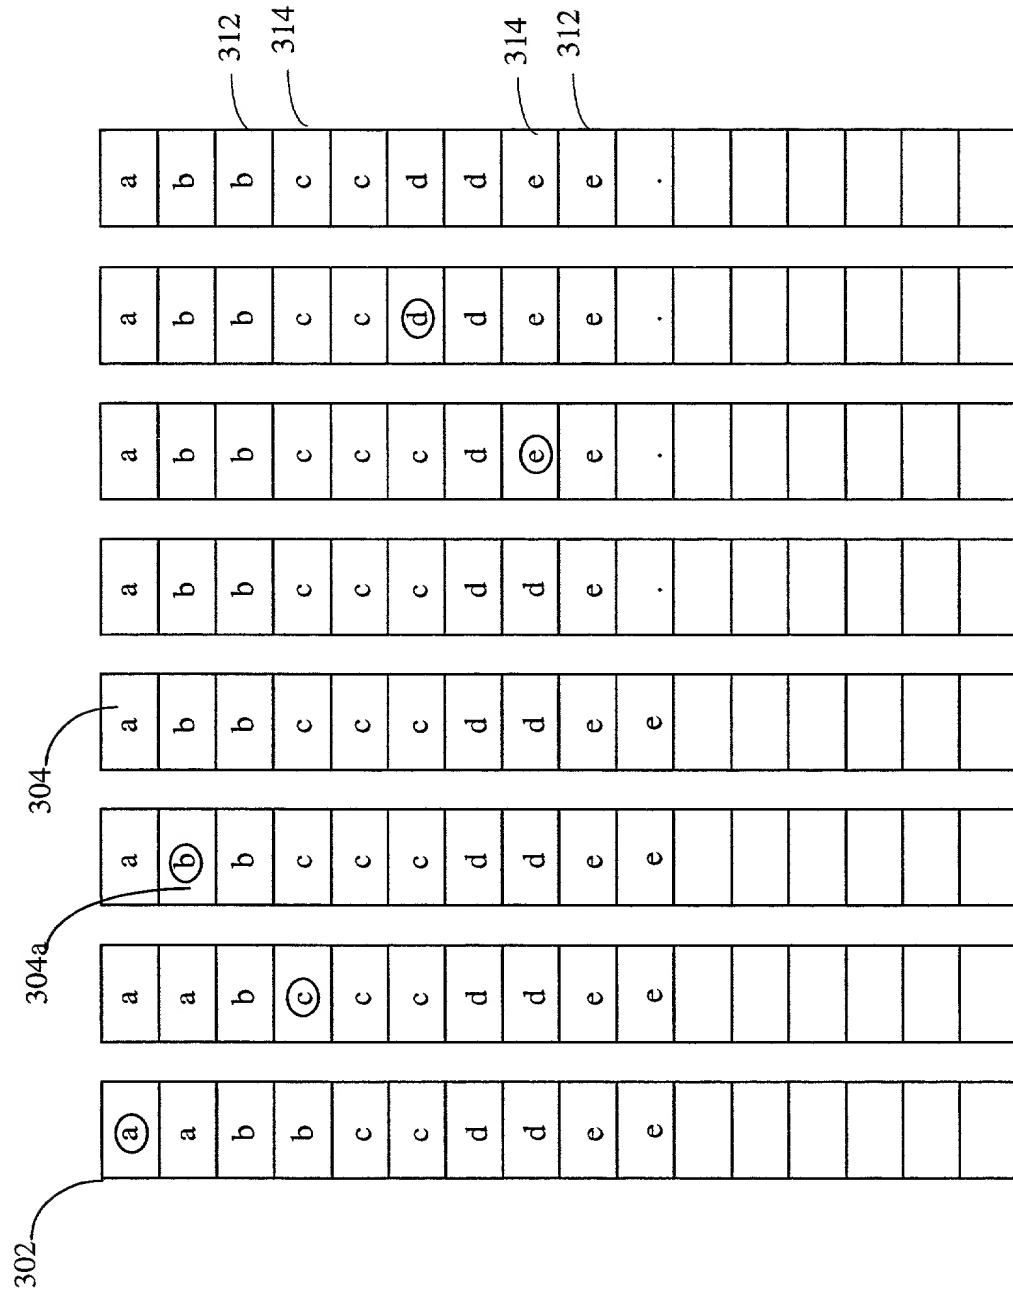 302 304a 304
a a a a a a a a
a a b b b b b b
b b b b b b b b 312
b c c c c c c c 314
c c c c c c c c
c c c c c c d d
d d d d d d d d
d d d d d e e e 314
e e e e e e e e 312
e e e e . . . .